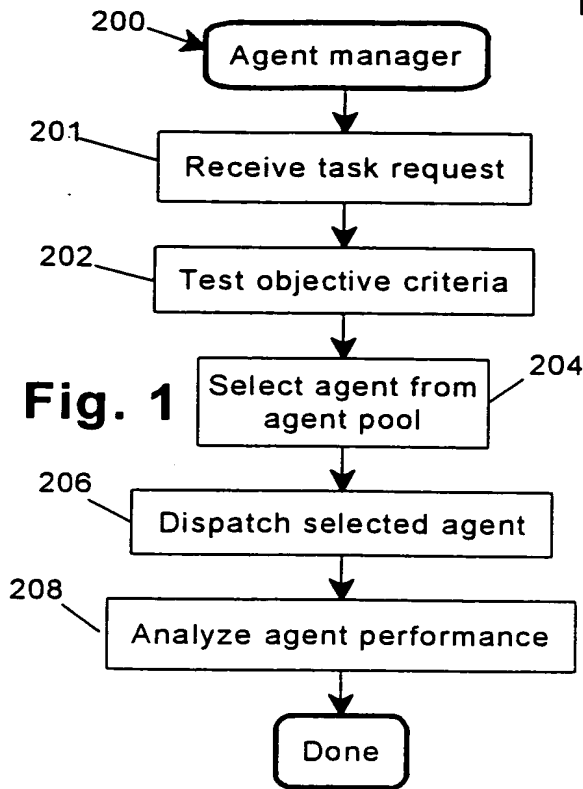 200
Agent manager
201
Receive task request
202
Test objective criteria
Fig. 1
Select agent from
agent pool
204
206
Dispatch selected agent
208
Analyze agent performance
Done